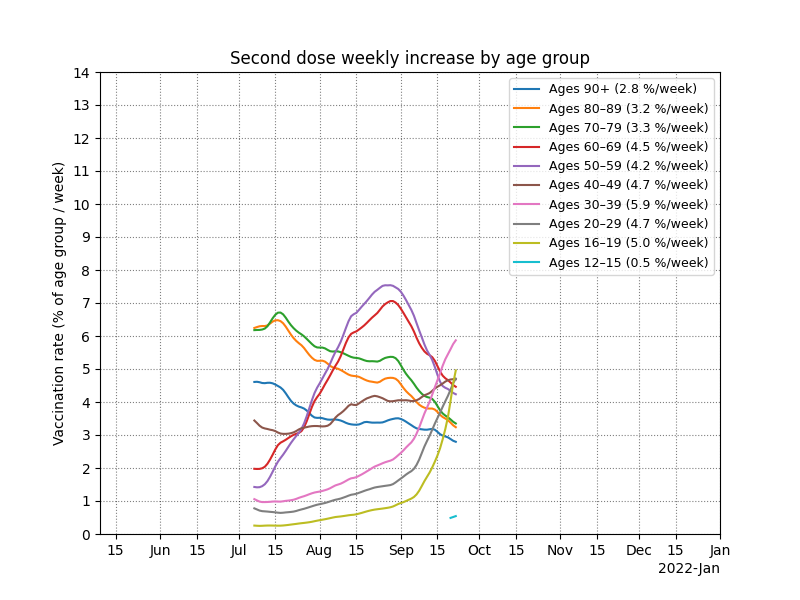 Second dose weekly increase by age group
Vaccination rate (% of age group / week)
14
13
12
11
10
9
8
7
6
5
4
3
2
1
0
Ages 90+ (2.8 %/week)
Ages 80–89 (3.2 %/week)
Ages 70–79 (3.3 %/week)
Ages 60–69 (4.5 %/week)
Ages 50–59 (4.2 %/week)
Ages 40–49 (4.7 %/week)
Ages 30–39 (5.9 %/week)
Ages 20–29 (4.7 %/week)
Ages 16–19 (5.0 %/week)
Ages 12–15 (0.5 %/week)
15 Jun 15 Jul 15 Aug 15 Sep 15 Oct 15 Nov 15 Dec 15 Jan
2022-Jan